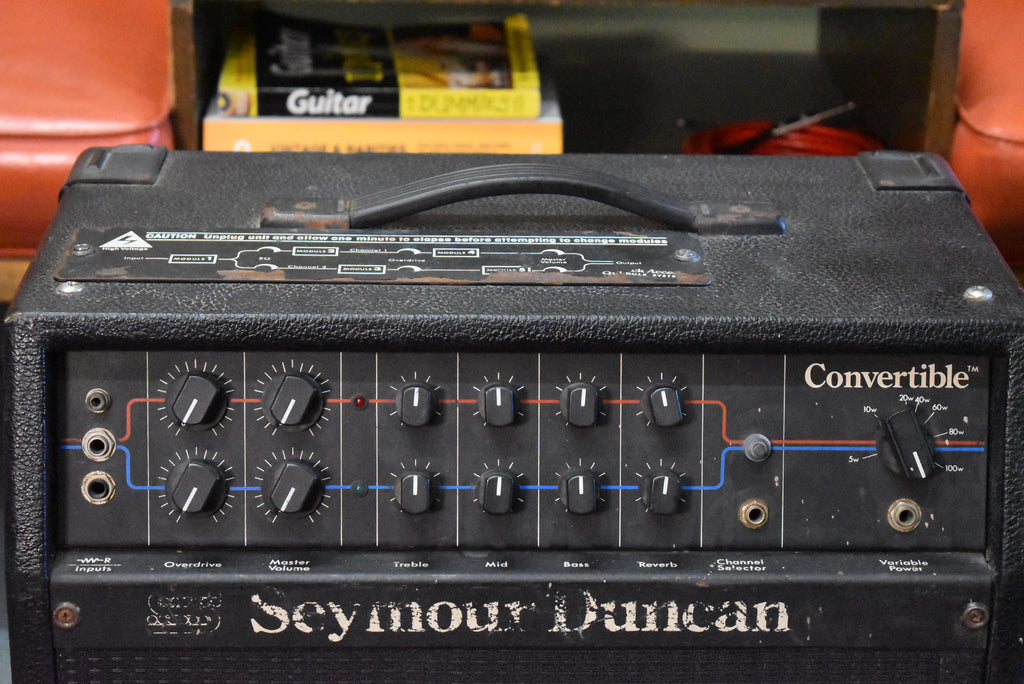 Guitar
Guitar
DUMMIES
CAUTION Unplug unit and allow one minute to elapse before attempting to change modules
High Voltage
Input
MODULE 1
EQ
MODULE 2
Channel 1
MODULE 4
Overdrive
Channel 2
MODULE 3
Master
Volume
Output
Convertible™
5w
10w
20w
40w
60w
80w
100w
R
Inputs
Overdrive
Master
Volume
Treble
Mid
Bass
Reverb
Channel
Selector
Variable
Power
Seymour Duncan